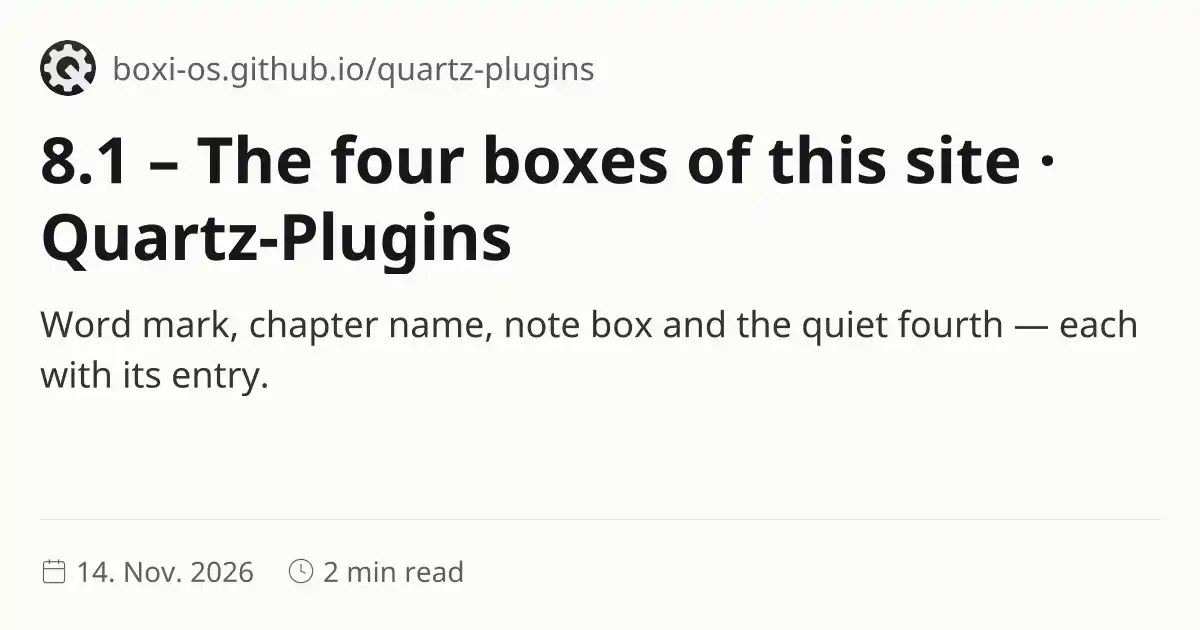 boxi-os.github.io/quartz-plugins
8.1 – The four boxes of this site ·
Quartz-Plugins
Word mark, chapter name, note box and the quiet fourth — each
with its entry.
14. Nov. 2026 2 min read